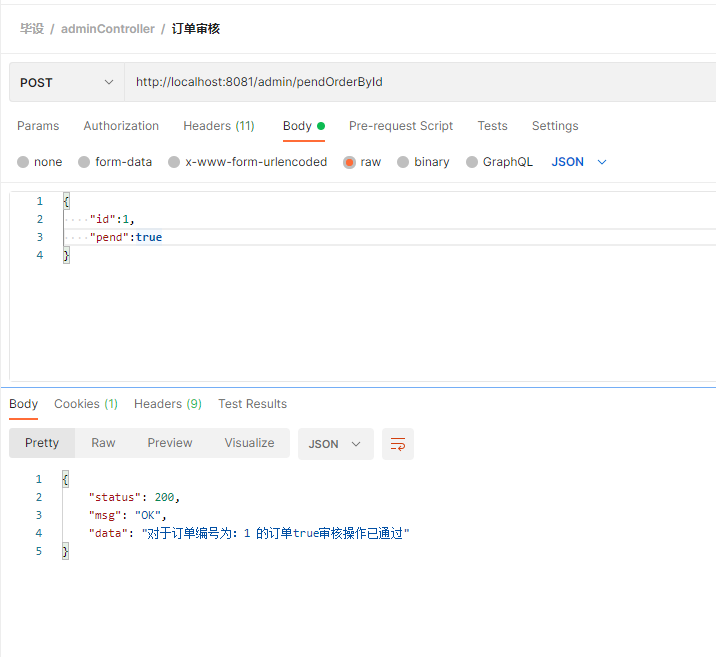 毕设 / adminController / 订单审核
POST http://localhost:8081/admin/pendOrderById
Params Authorization Headers (11) Body Pre-request Script Tests Settings
none form-data x-www-form-urlencoded raw binary GraphQL JSON
1 {
2 "id":1,
3 "pend":true
4 }
Body Cookies (1) Headers (9) Test Results
Pretty Raw Preview Visualize JSON
1 {
2 "status": 200,
3 "msg": "OK",
4 "data": "对于订单编号为: 1 的订单true审核操作已通过"
5 }